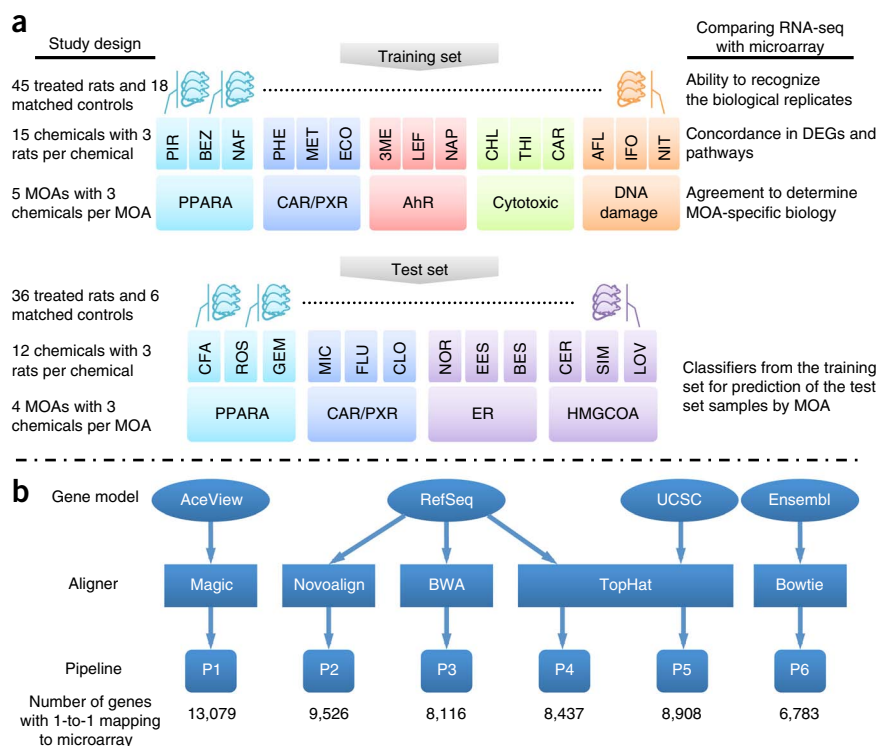 a
Study design
Training set
Comparing RNA-seq
with microarray
45 treated rats and 18
matched controls
Ability to recognize
the biological replicates
15 chemicals with 3
rats per chemical
PIR BEZ NAF PHE MET ECO 3ME LEF NAP CHL THI CAR AFL IFO NIT
Concordance in DEGs and
pathways
5 MOAs with 3
chemicals per MOA
PPARA CAR/PXR AhR Cytotoxic DNA
damage
Agreement to determine
MOA-specific biology
Test set
36 treated rats and 6
matched controls
12 chemicals with 3
rats per chemical
CFA ROS GEM MIC FLU CLO NOR EES BES CER SIM LOV
4 MOAs with 3
chemicals per MOA
PPARA CAR/PXR ER HMGCOA
Classifiers from the training
set for prediction of the test
set samples by MOA
b
Gene model AceView RefSeq UCSC Ensembl
Aligner Magic Novoalign BWA TopHat Bowtie
Pipeline P1 P2 P3 P4 P5 P6
Number of genes
with 1-to-1 mapping
to microarray
13,079 9,526 8,116 8,437 8,908 6,783